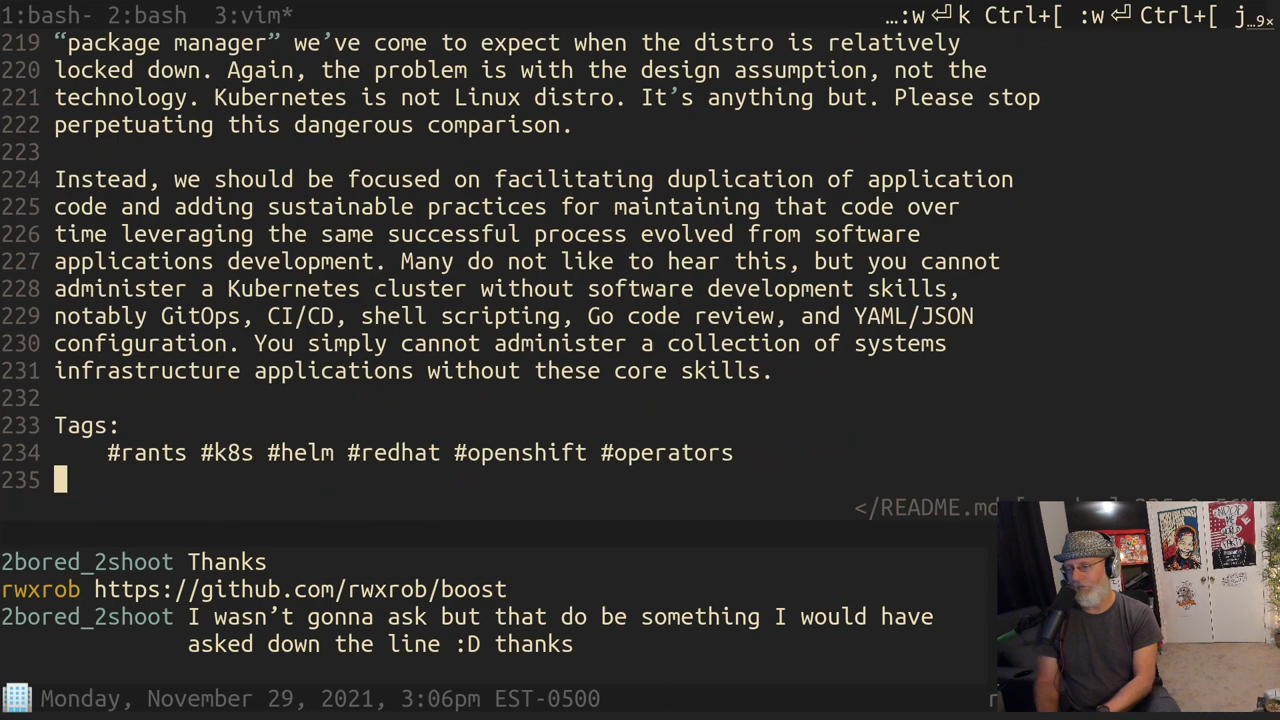 1:bash- 2:bash 3:vim* …:w⏎k Ctrl+[ :w⏎ Ctrl+[ j…9×
219 “package manager” we’ve come to expect when the distro is relatively
220 locked down. Again, the problem is with the design assumption, not the
221 technology. Kubernetes is not Linux distro. It’s anything but. Please stop
222 perpetuating this dangerous comparison.
223
224 Instead, we should be focused on facilitating duplication of application
225 code and adding sustainable practices for maintaining that code over
226 time leveraging the same successful process evolved from software
227 applications development. Many do not like to hear this, but you cannot
228 administer a Kubernetes cluster without software development skills,
229 notably GitOps, CI/CD, shell scripting, Go code review, and YAML/JSON
230 configuration. You simply cannot administer a collection of systems
231 infrastructure applications without these core skills.
232
233 Tags:
234 #rants #k8s #helm #redhat #openshift #operators
235
</README.md
2bored_2shoot Thanks
rwxrob https://github.com/rwxrob/boost
2bored_2shoot I wasn’t gonna ask but that do be something I would have
asked down the line :D thanks
Monday, November 29, 2021, 3:06pm EST-0500